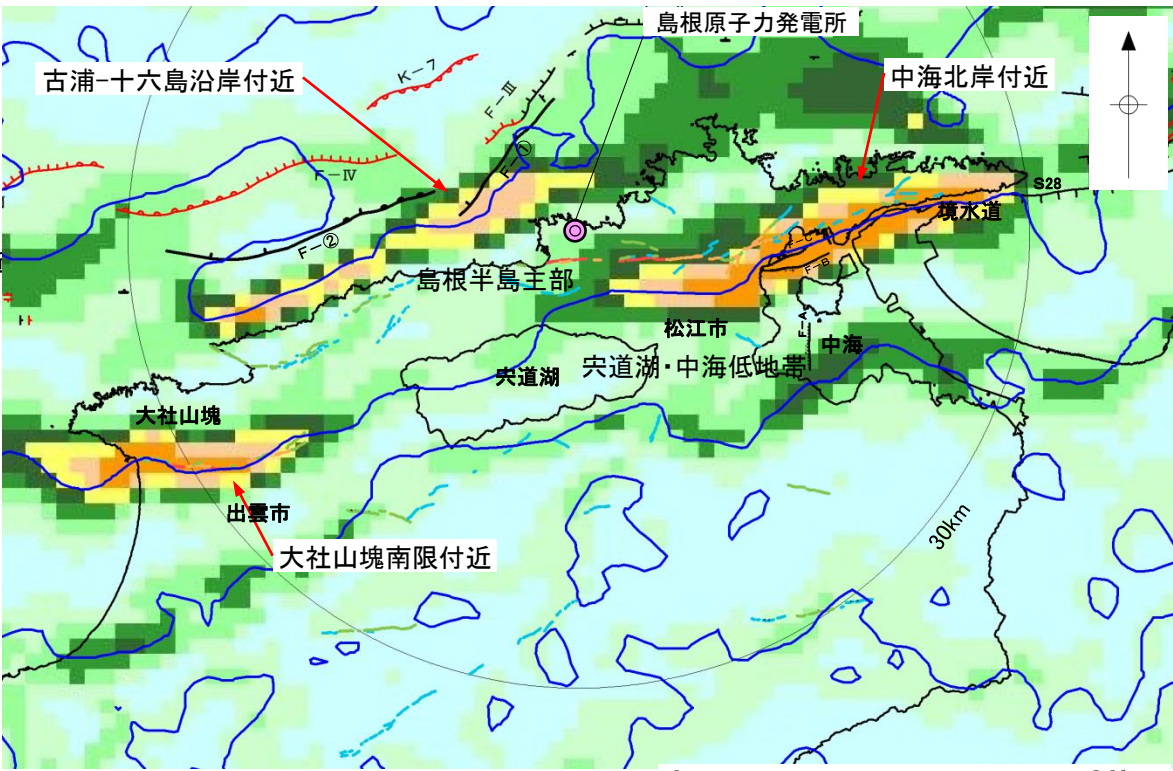 島根原子力発電所
古浦-十六島沿岸付近
K-7
中海北岸付近
F-Ⅲ
F-①
F-Ⅳ
S28
境水道
F-②
F-C
F-B
島根半島主部
松江市
F-A
中海
宍道湖・中海低地帯
宍道湖
大社山塊
出雲市
30km
大社山塊南限付近